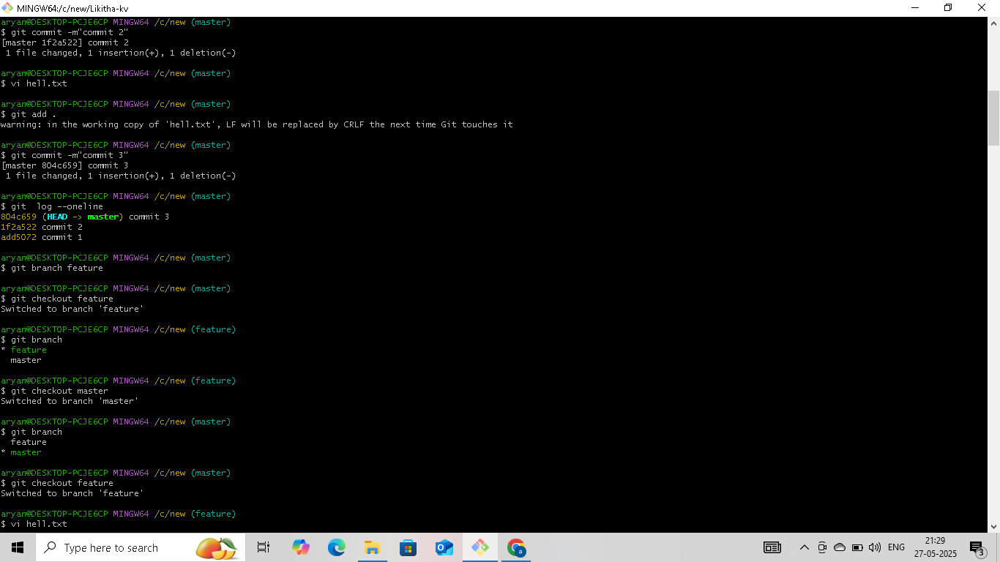 MINGW64:/c/new/Likitha-kv
aryan@DESKTOP-PCJE6CP MINGW64 /c/new (master)
$ git commit -m"commit 2"
[master 1f2a522] commit 2
 1 file changed, 1 insertion(+), 1 deletion(-)
aryan@DESKTOP-PCJE6CP MINGW64 /c/new (master)
$ vi hell.txt
aryan@DESKTOP-PCJE6CP MINGW64 /c/new (master)
$ git add .
warning: in the working copy of 'hell.txt', LF will be replaced by CRLF the next time Git touches it
aryan@DESKTOP-PCJE6CP MINGW64 /c/new (master)
$ git commit -m"commit 3"
[master 804c659] commit 3
 1 file changed, 1 insertion(+), 1 deletion(-)
aryan@DESKTOP-PCJE6CP MINGW64 /c/new (master)
$ git  log --oneline
804c659 (HEAD -> master) commit 3
1f2a522 commit 2
add5072 commit 1
aryan@DESKTOP-PCJE6CP MINGW64 /c/new (master)
$ git branch feature
aryan@DESKTOP-PCJE6CP MINGW64 /c/new (master)
$ git checkout feature
Switched to branch 'feature'
aryan@DESKTOP-PCJE6CP MINGW64 /c/new (feature)
$ git branch
* feature
  master
aryan@DESKTOP-PCJE6CP MINGW64 /c/new (feature)
$ git checkout master
Switched to branch 'master'
aryan@DESKTOP-PCJE6CP MINGW64 /c/new (master)
$ git branch
  feature
* master
aryan@DESKTOP-PCJE6CP MINGW64 /c/new (master)
$ git checkout feature
Switched to branch 'feature'
aryan@DESKTOP-PCJE6CP MINGW64 /c/new (feature)
$ vi hell.txt
Type here to search
ENG
21:29
27-05-2025
3
a